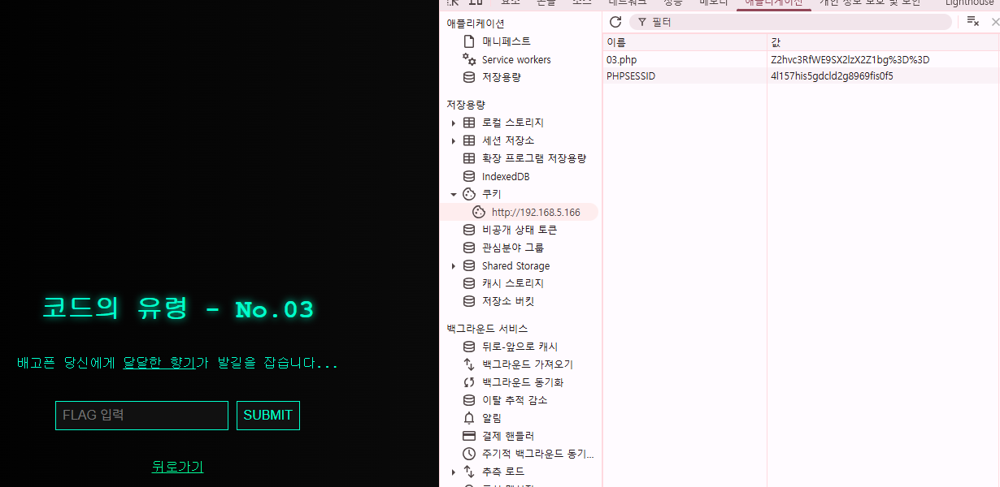 요소 콘솔 소스 네트워크 성능 메모리 애플리케이션 개인 정보 보호 및 보안 Lighthouse
애플리케이션
매니페스트
Service workers
저장용량
저장용량
로컬 스토리지
세션 저장소
확장 프로그램 저장용량
IndexedDB
쿠키
http://192.168.5.166
비공개 상태 토큰
관심분야 그룹
Shared Storage
캐시 스토리지
저장소 버킷
백그라운드 서비스
뒤로-앞으로 캐시
백그라운드 가져오기
백그라운드 동기화
이탈 추적 감소
알림
결제 핸들러
주기적 백그라운드 동기...
추측 로드
필터
이름 값
03.php Z2hvc3RfWE9SX2lzX2Z1bg%3D%3D
PHPSESSID 4l157his5gdcld2g8969fis0f5
코드의 유령 - No.03
배고픈 당신에게 달달한 향기가 발길을 잡습니다...
FLAG 입력 SUBMIT
뒤로가기